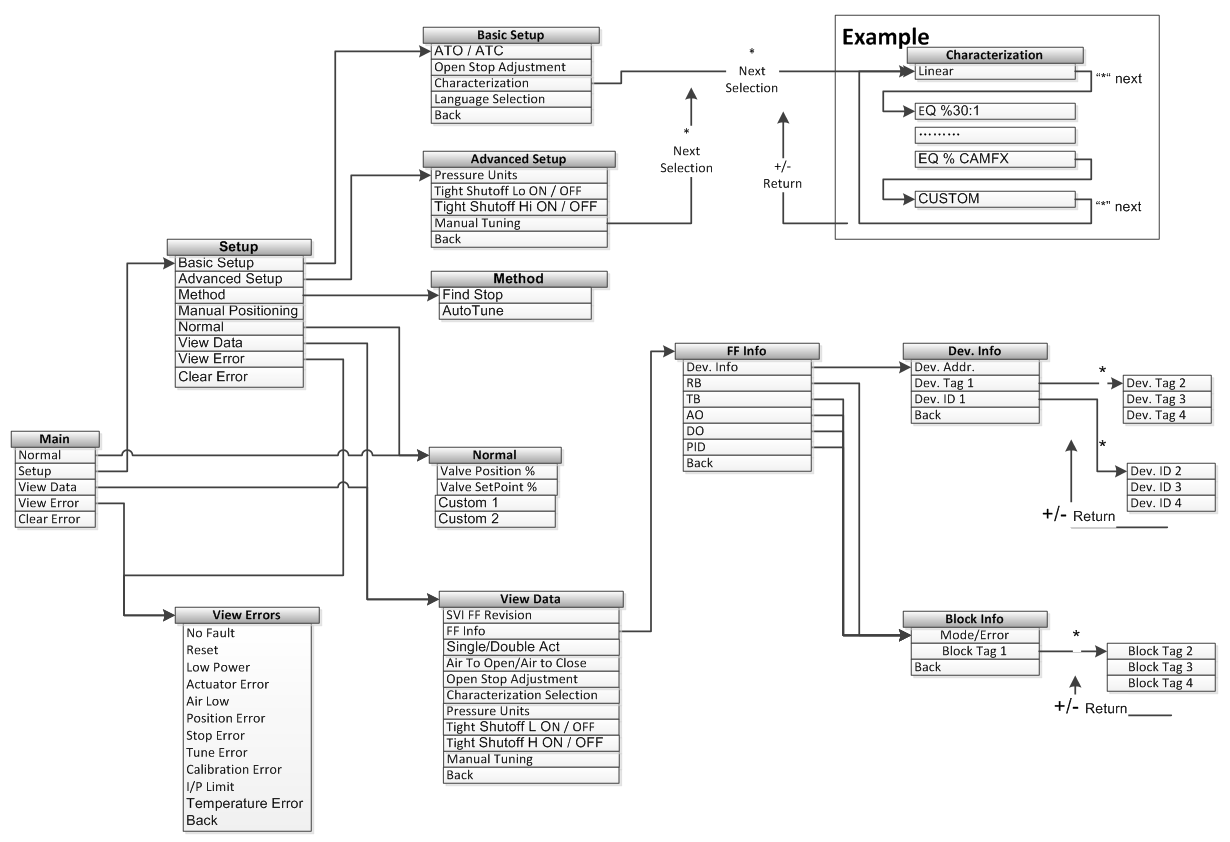 Main
Normal
Setup
View Data
View Error
Clear Error
Setup
Basic Setup
Advanced Setup
Method
Manual Positioning
Normal
View Data
View Error
Clear Error
View Errors
No Fault
Reset
Low Power
Actuator Error
Air Low
Position Error
Stop Error
Tune Error
Calibration Error
I/P Limit
Temperature Error
Back
Basic Setup
ATO / ATC
Open Stop Adjustment
Characterization
Language Selection
Back
Advanced Setup
Pressure Units
Tight Shutoff Lo ON / OFF
Tight Shutoff Hi ON / OFF
Manual Tuning
Back
Method
Find Stop
AutoTune
Normal
Valve Position %
Valve SetPoint %
Custom 1
Custom 2
View Data
SVI FF Revision
FF Info
Single/Double Act
Air To Open/Air to Close
Open Stop Adjustment
Characterization Selection
Pressure Units
Tight Shutoff L ON / OFF
Tight Shutoff H ON / OFF
Manual Tuning
Back
*
Next
Selection
*
Next
Selection
+/-
Return
Example
Characterization
Linear
“*“ next
EQ %30:1
………
EQ % CAMFX
CUSTOM
“*” next
FF Info
Dev. Info
RB
TB
AO
DO
PID
Back
Dev. Info
Dev. Addr.
Dev. Tag 1
Dev. ID 1
Back
*
Dev. Tag 2
Dev. Tag 3
Dev. Tag 4
*
Dev. ID 2
Dev. ID 3
Dev. ID 4
+/- Return
Block Info
Mode/Error
Block Tag 1
Back
*
Block Tag 2
Block Tag 3
Block Tag 4
+/- Return